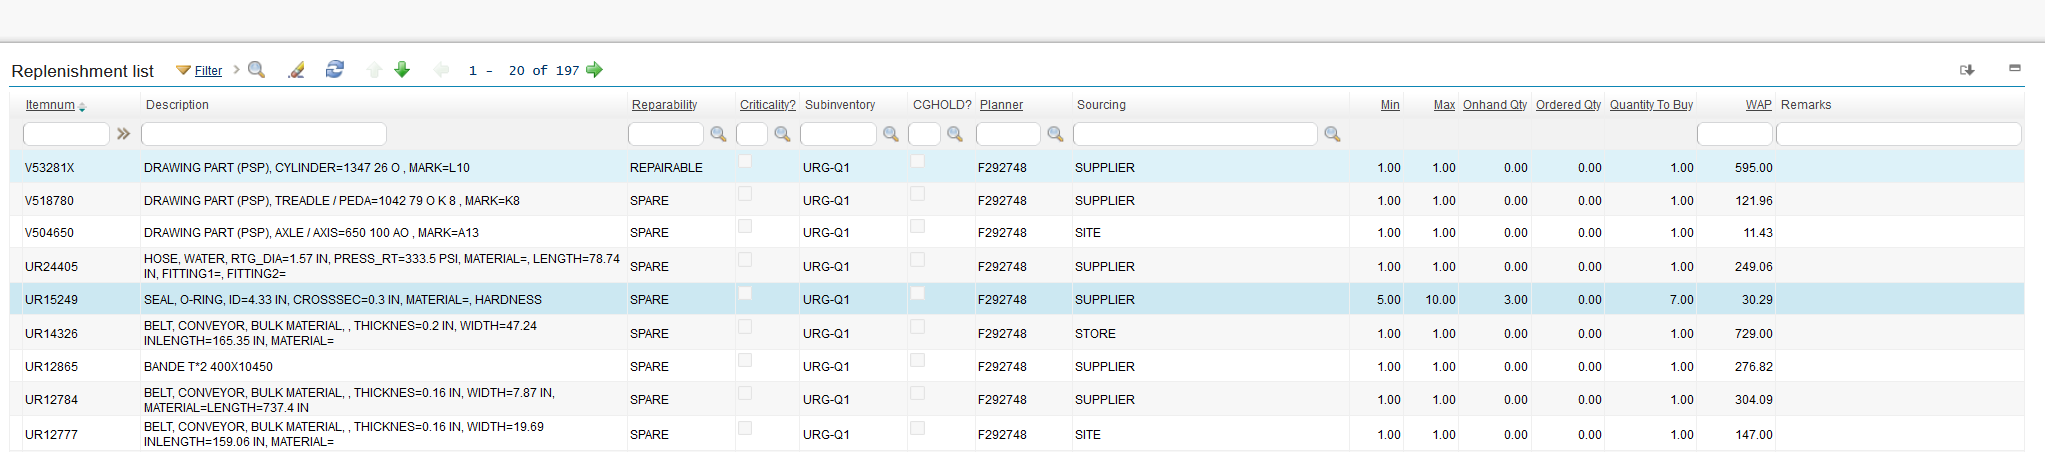 Replenishment list Filter 1 - 20 of 197
Itemnum Description Reparability Criticality? Subinventory CGHOLD? Planner Sourcing Min Max Onhand Qty Ordered Qty Quantity To Buy WAP Remarks
V53281X DRAWING PART (PSP), CYLINDER=1347 26 O , MARK=L10 REPAIRABLE URG-Q1 F292748 SUPPLIER 1.00 1.00 0.00 0.00 1.00 595.00
V518780 DRAWING PART (PSP), TREADLE / PEDA=1042 79 O K 8 , MARK=K8 SPARE URG-Q1 F292748 SUPPLIER 1.00 1.00 0.00 0.00 1.00 121.96
V504650 DRAWING PART (PSP), AXLE / AXIS=650 100 AO , MARK=A13 SPARE URG-Q1 F292748 SITE 1.00 1.00 0.00 0.00 1.00 11.43
HOSE, WATER, RTG_DIA=1.57 IN, PRESS_RT=333.5 PSI, MATERIAL=, LENGTH=78.74
UR24405 IN, FITTING1=, FITTING2= SPARE URG-Q1 F292748 SUPPLIER 1.00 1.00 0.00 0.00 1.00 249.06
UR15249 SEAL, O-RING, ID=4.33 IN, CROSSSEC=0.3 IN, MATERIAL=, HARDNESS SPARE URG-Q1 F292748 SUPPLIER 5.00 10.00 3.00 0.00 7.00 30.29
BELT, CONVEYOR, BULK MATERIAL, , THICKNES=0.2 IN, WIDTH=47.24
UR14326 INLENGTH=165.35 IN, MATERIAL= SPARE URG-Q1 F292748 STORE 1.00 1.00 0.00 0.00 1.00 729.00
UR12865 BANDE T*2 400X10450 SPARE URG-Q1 F292748 SUPPLIER 1.00 1.00 0.00 0.00 1.00 276.82
BELT, CONVEYOR, BULK MATERIAL, , THICKNES=0.16 IN, WIDTH=7.87 IN,
UR12784 MATERIAL=LENGTH=737.4 IN SPARE URG-Q1 F292748 SUPPLIER 1.00 1.00 0.00 0.00 1.00 304.09
BELT, CONVEYOR, BULK MATERIAL, , THICKNES=0.16 IN, WIDTH=19.69
UR12777 INLENGTH=159.06 IN, MATERIAL= SPARE URG-Q1 F292748 SITE 1.00 1.00 0.00 0.00 1.00 147.00